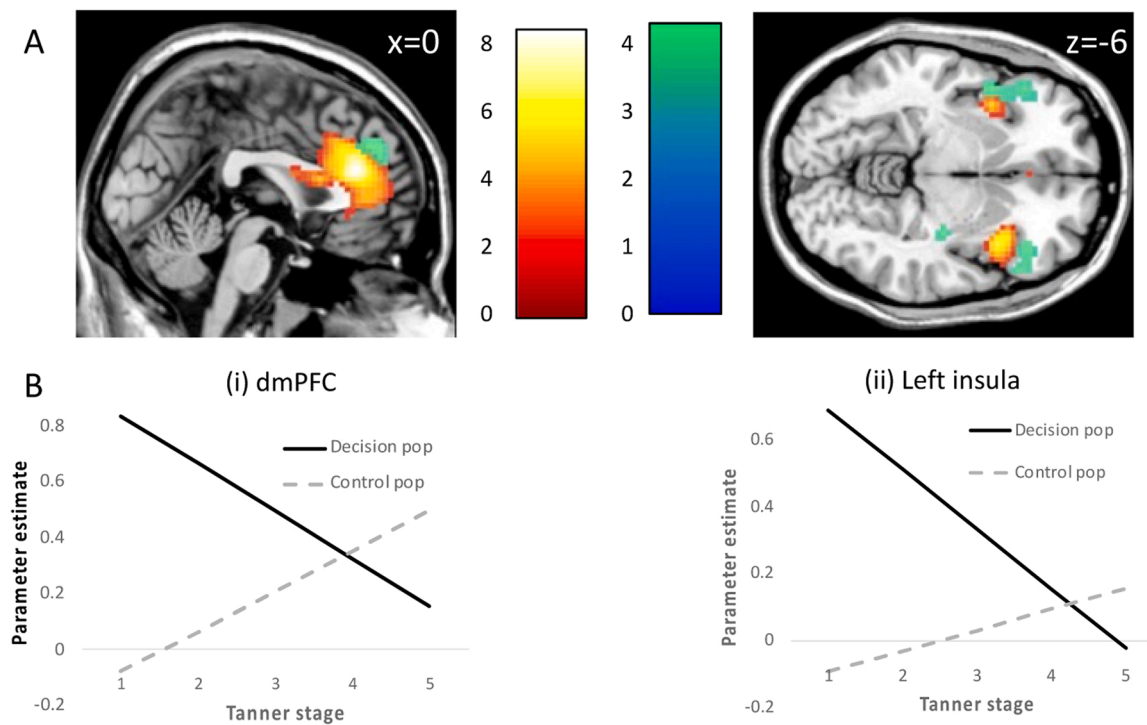 A
x=0
8
6
4
2
0
4
3
2
1
0
z=-6
B
(i) dmPFC
Parameter estimate
0.8
0.6
0.4
0.2
0
-0.2
Decision pop
Control pop
1 2 3 4 5
Tanner stage
(ii) Left insula
Parameter estimate
0.6
0.4
0.2
0
-0.2
Decision pop
Control pop
1 2 3 4 5
Tanner stage